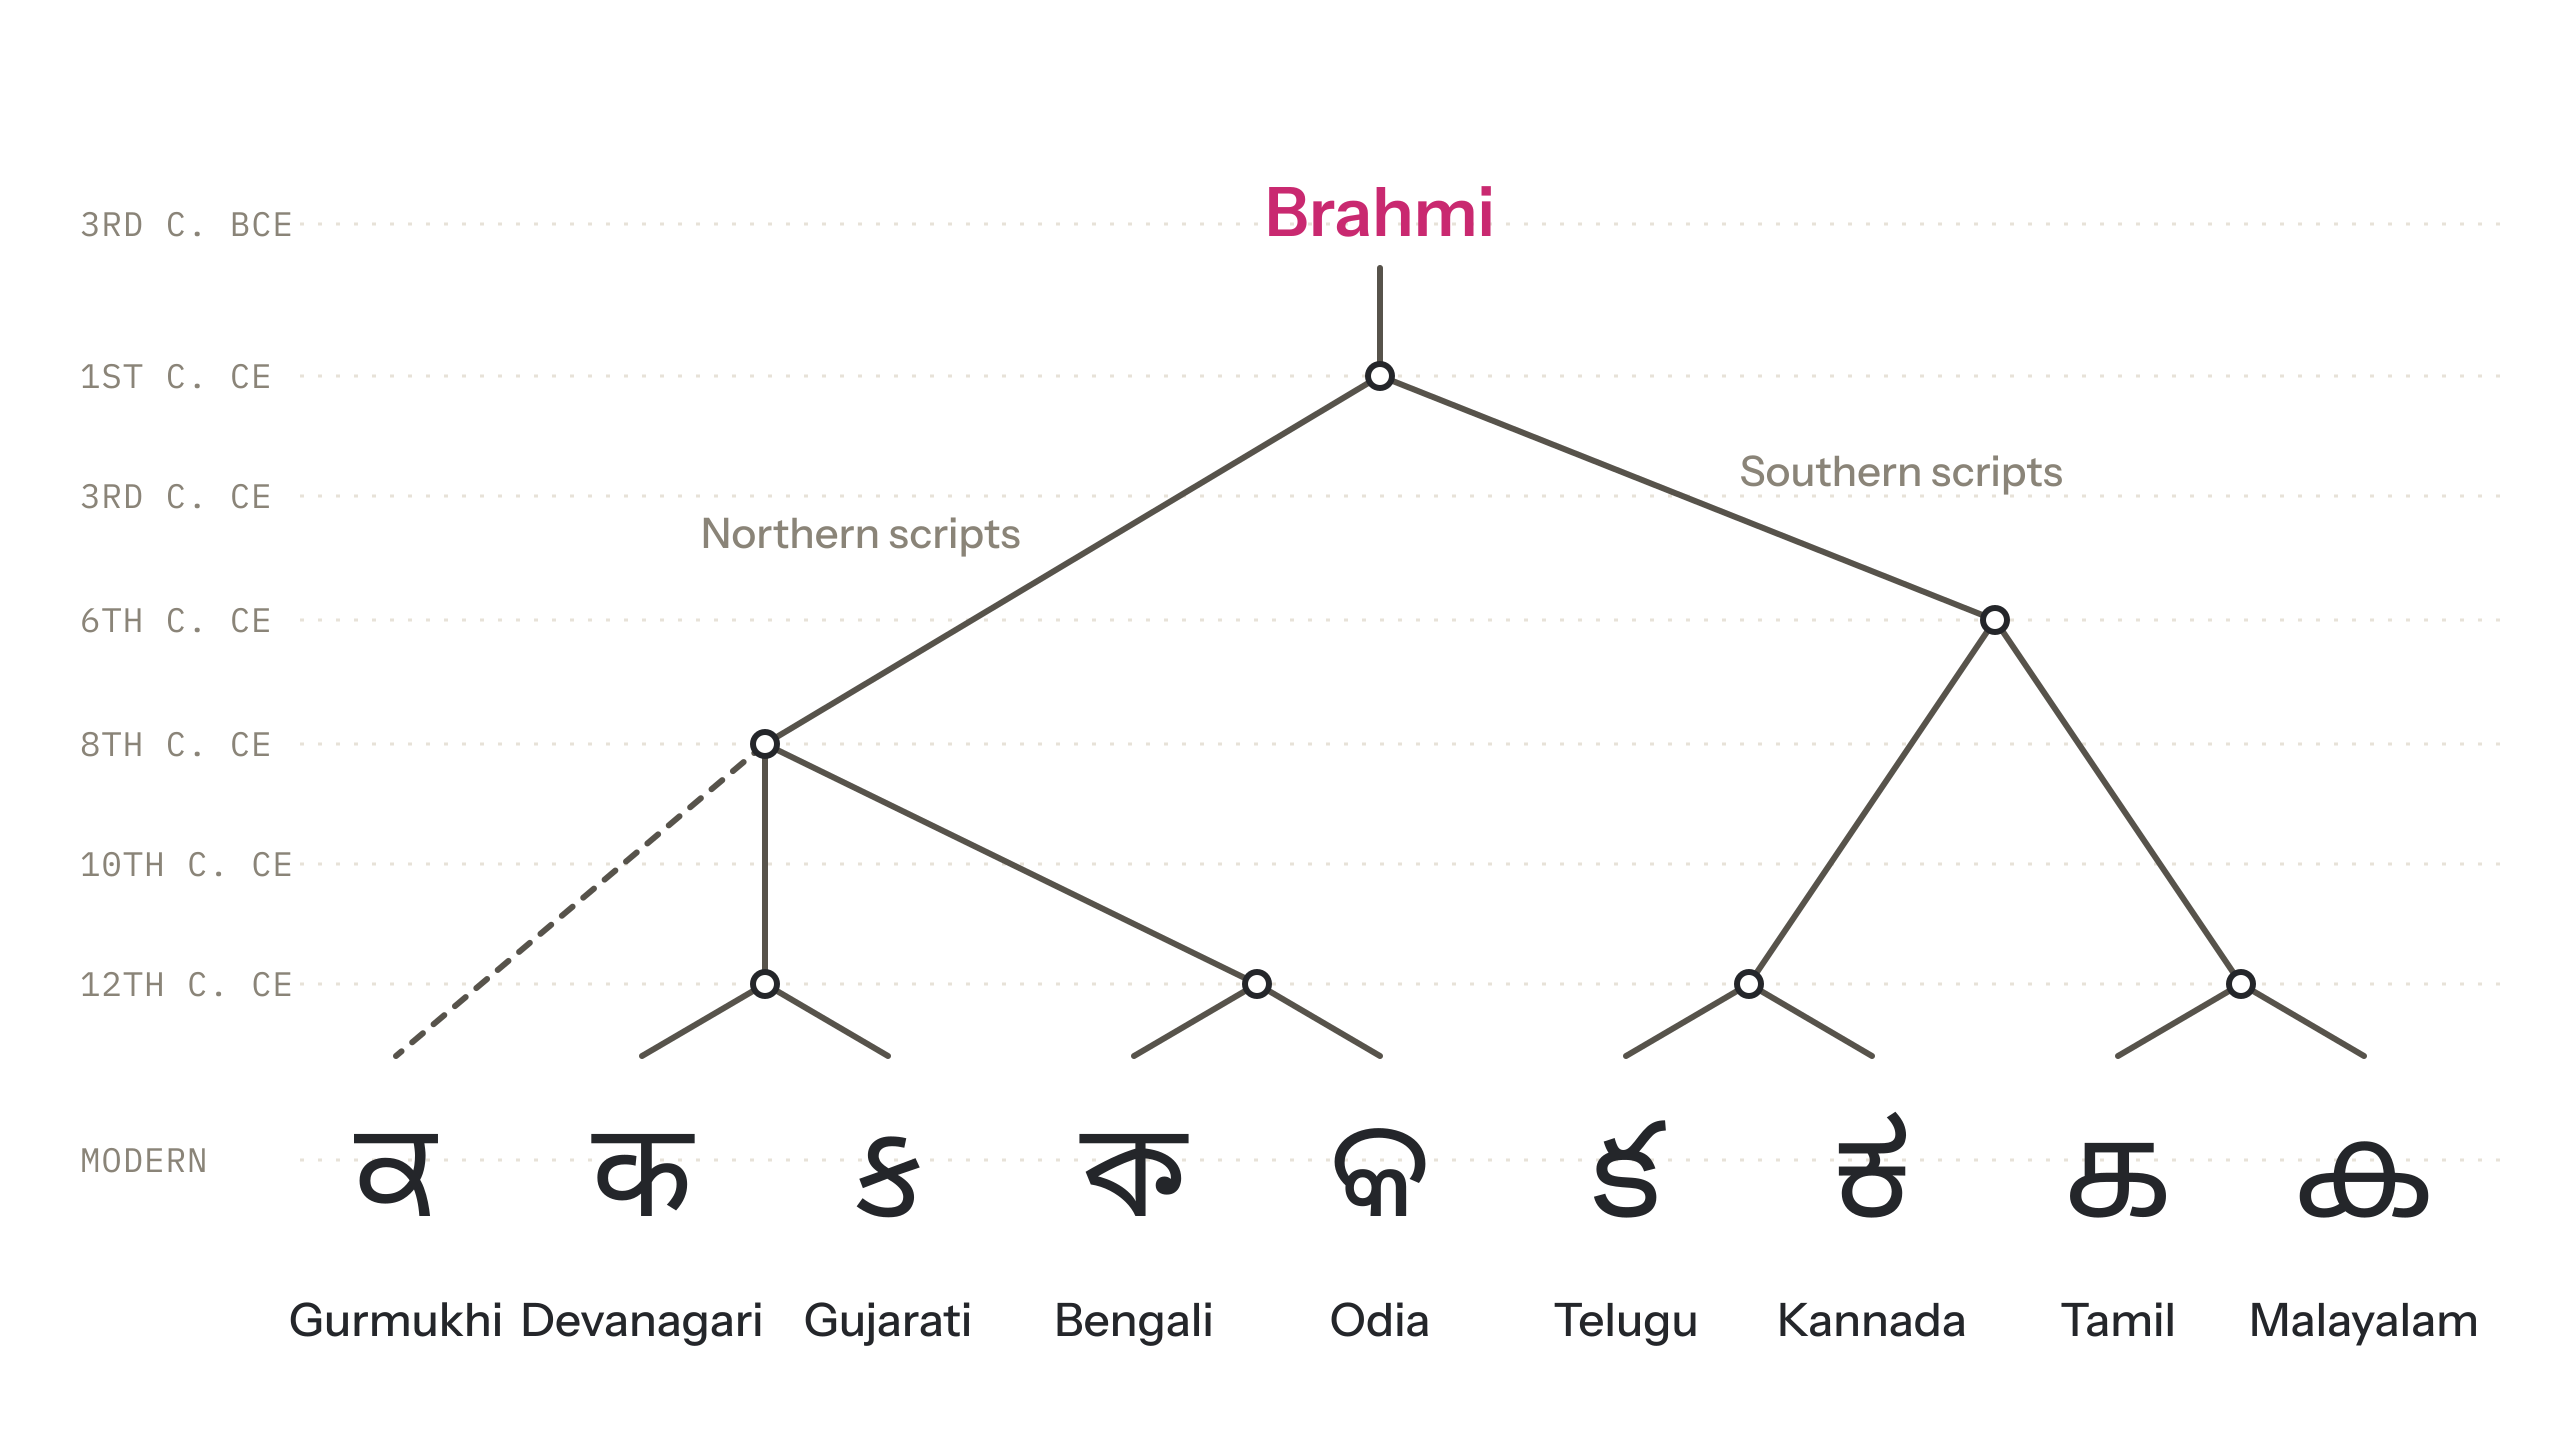 Brahmi
3RD C. BCE
1ST C. CE
Southern scripts
3RD C. CE
Northern scripts
6TH C. CE
8TH C. CE
10TH C. CE
12TH C. CE
MODERN ਕ क ક ক କ క ಕ க ക
Gurmukhi Devanagari Gujarati Bengali Odia Telugu Kannada Tamil Malayalam